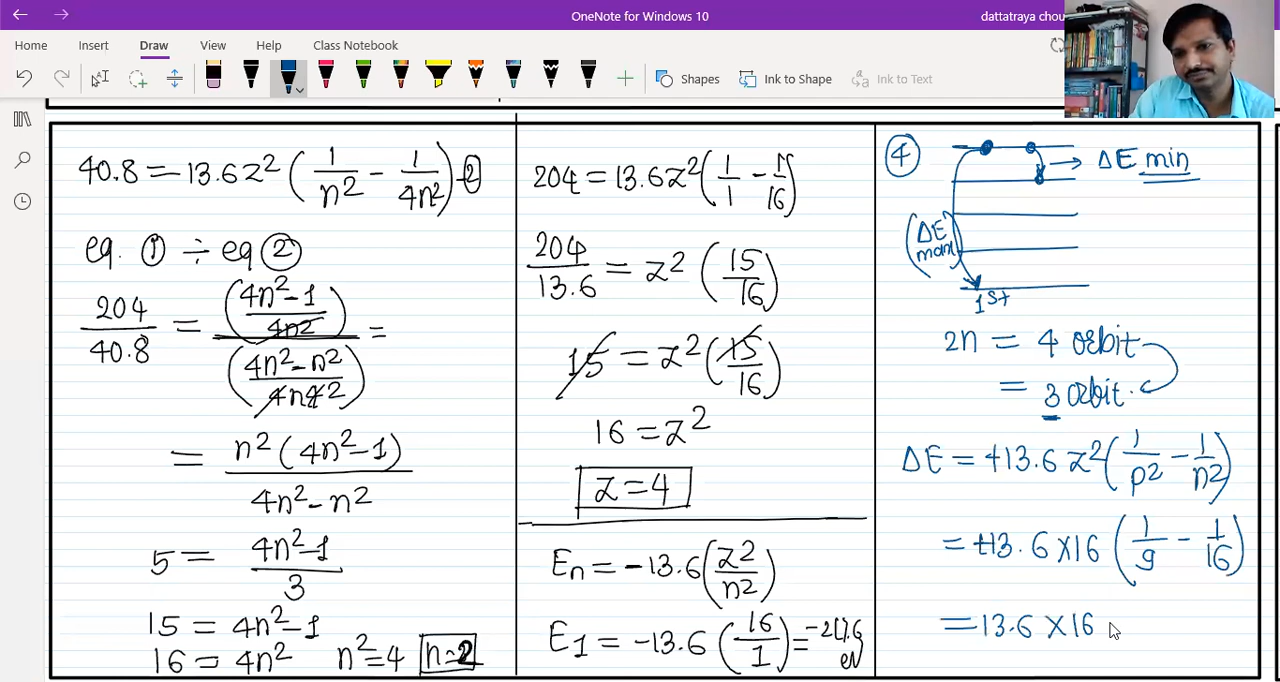 OneNote for Windows 10
dattatraya chou
Home Insert Draw View Help Class Notebook
Shapes Ink to Shape Ink to Text
40.8 = 13.6 z² (1/n² - 1/4n²) - ②
eq. ① ÷ eq ②
204/40.8 = ((4n²-1)/4n²) / ((4n²-n²)/4n²n²) =
= n²(4n²-1) / 4n²-n²
5 = 4n²-1 / 3
15 = 4n²-1
16 = 4n² n²=4 n=2
204 = 13.6z² (1/1 - 1/16)
204/13.6 = z² (15/16)
15 = z² (15/16)
16 = z²
z = 4
En = -13.6 (z²/n²)
E1 = -13.6 (16/1) = -217.6 eV
④
ΔE min
(ΔE max)
1st
2n = 4 orbit
= 3 orbit.
ΔE = +13.6 z² (1/p² - 1/n²)
= +13.6 × 16 (1/9 - 1/16)
= 13.6 × 16